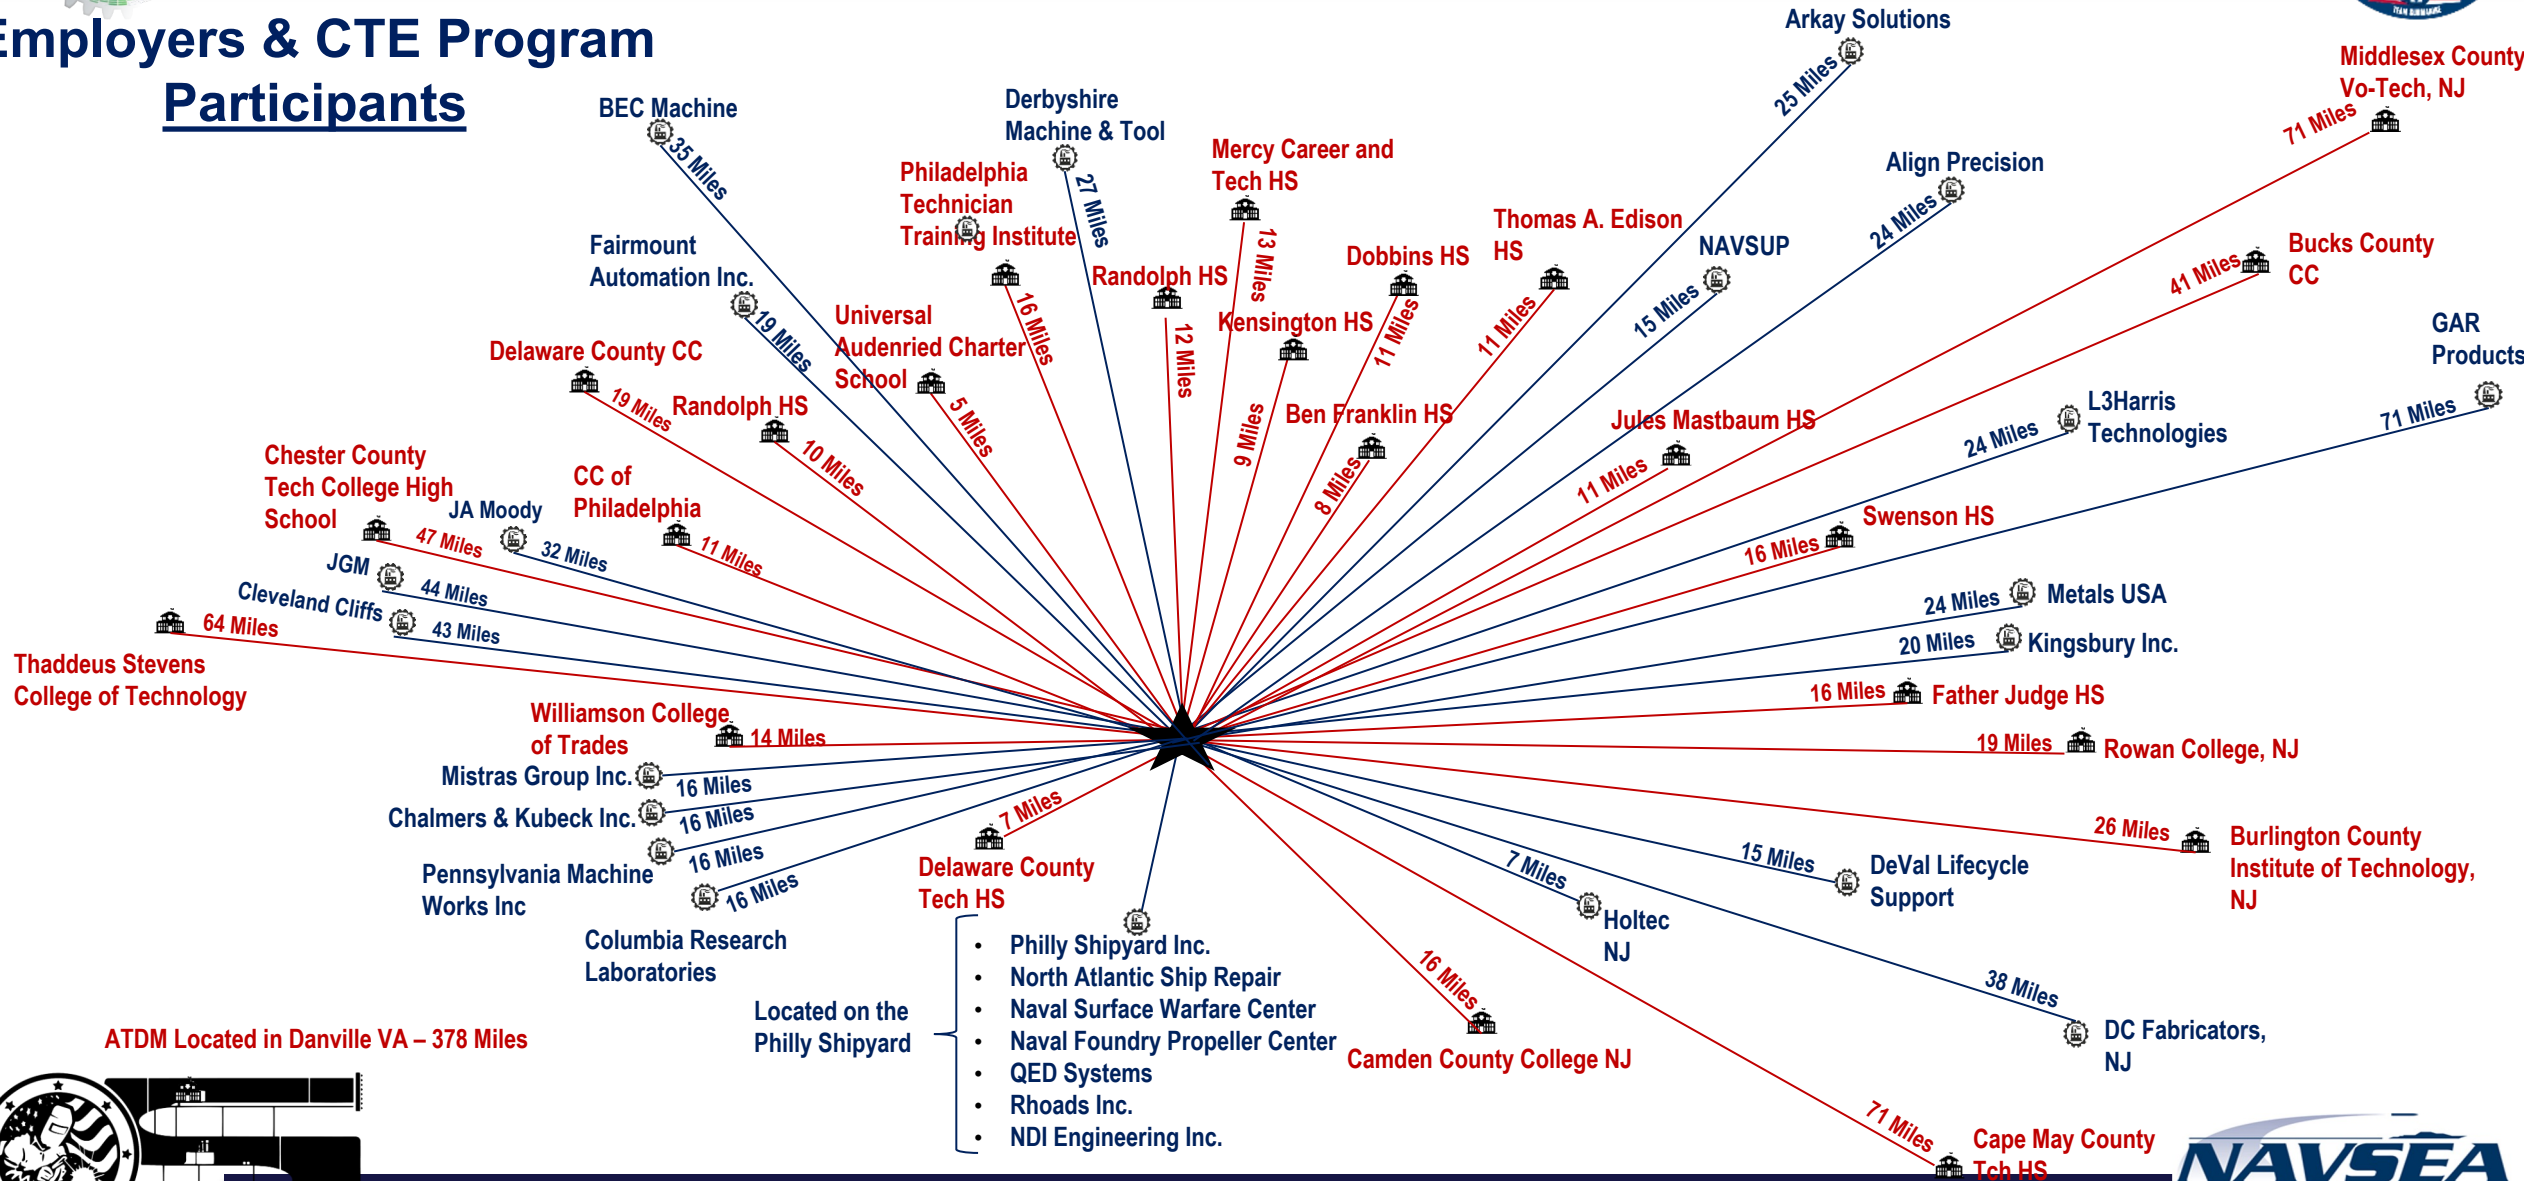 Employers & CTE Program
Participants
Arkay Solutions
25 Miles
Middlesex County
Vo-Tech, NJ
71 Miles
BEC Machine
35 Miles
Derbyshire
Machine & Tool
27 Miles
Mercy Career and
Tech HS
13 Miles
Philadelphia
Technician
Training Institute
16 Miles
Align Precision
24 Miles
Thomas A. Edison
HS
11 Miles
NAVSUP
15 Miles
Dobbins HS
11 Miles
Bucks County
CC
41 Miles
Fairmount
Automation Inc.
19 Miles
Randolph HS
12 Miles
Universal
Audenried Charter
School
5 Miles
Kensington HS
9 Miles
GAR
Products
71 Miles
Delaware County CC
19 Miles
Randolph HS
10 Miles
Ben Franklin HS
8 Miles
Jules Mastbaum HS
11 Miles
L3Harris
Technologies
24 Miles
Chester County
Tech College High
School
47 Miles
JA Moody
32 Miles
CC of
Philadelphia
11 Miles
Swenson HS
16 Miles
JGM
44 Miles
Cleveland Cliffs
43 Miles
24 Miles
Metals USA
64 Miles
Thaddeus Stevens
College of Technology
20 Miles
Kingsbury Inc.
16 Miles
Father Judge HS
Williamson College
of Trades
14 Miles
19 Miles
Rowan College, NJ
Mistras Group Inc.
16 Miles
Chalmers & Kubeck Inc.
16 Miles
Pennsylvania Machine
Works Inc
16 Miles
Columbia Research
Laboratories
16 Miles
7 Miles
Delaware County
Tech HS
26 Miles
Burlington County
Institute of Technology,
NJ
15 Miles
DeVal Lifecycle
Support
7 Miles
Holtec
NJ
Located on the
Philly Shipyard
• Philly Shipyard Inc.
• North Atlantic Ship Repair
• Naval Surface Warfare Center
• Naval Foundry Propeller Center
• QED Systems
• Rhoads Inc.
• NDI Engineering Inc.
16 Miles
Camden County College NJ
38 Miles
DC Fabricators,
NJ
71 Miles
Cape May County
Tch HS
ATDM Located in Danville VA – 378 Miles
NAVSEA